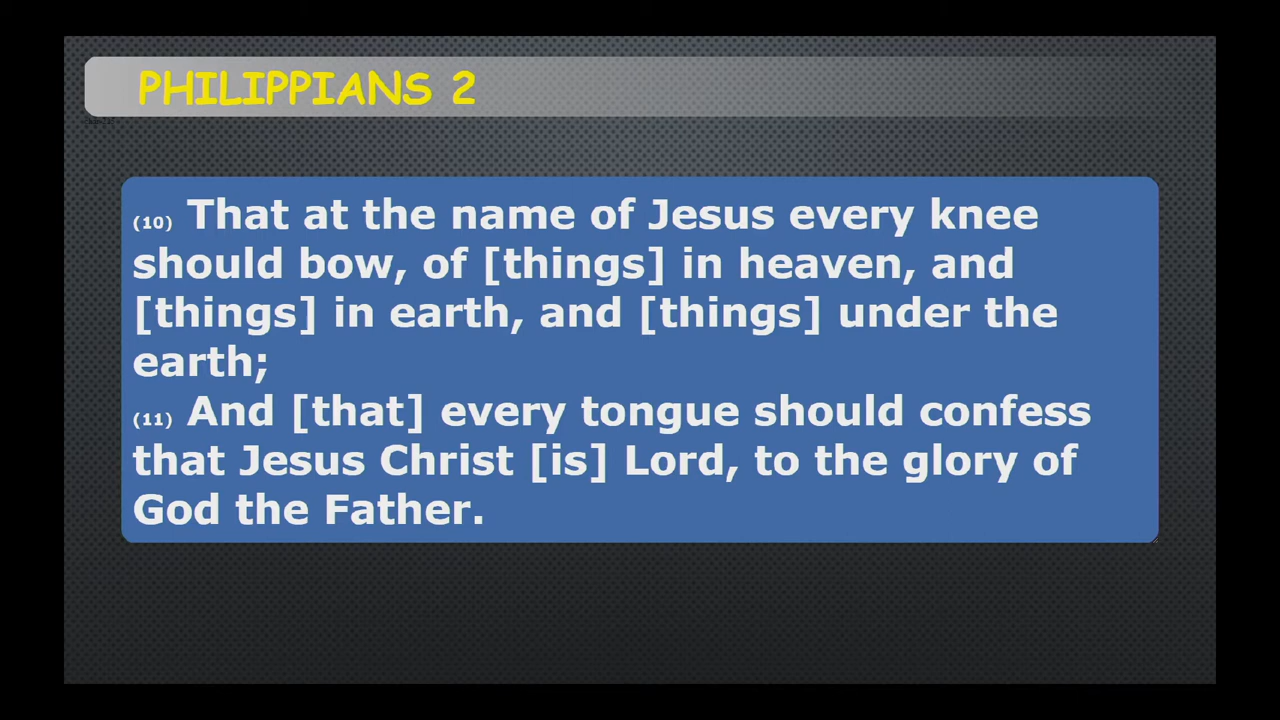 PHILIPPIANS 2
(10) That at the name of Jesus every knee
should bow, of [things] in heaven, and
[things] in earth, and [things] under the
earth;
(11) And [that] every tongue should confess
that Jesus Christ [is] Lord, to the glory of
God the Father.